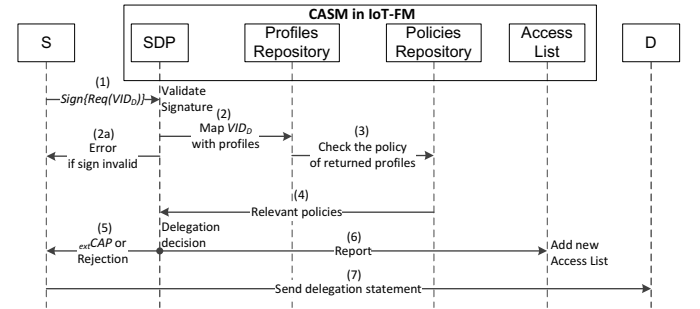 CASM in IoT-FM
S
SDP
Profiles
Repository
Policies
Repository
Access
List
D
(1)
Sign{Req(VID_D)}
Validate
Signature
(2)
Map VID_D
with profiles
(2a)
Error
if sign invalid
(3)
Check the policy
of returned profiles
(4)
Relevant policies
(5)
extCAP or
Rejection
Delegation
decision
(6)
Report
Add new
Access List
(7)
Send delegation statement